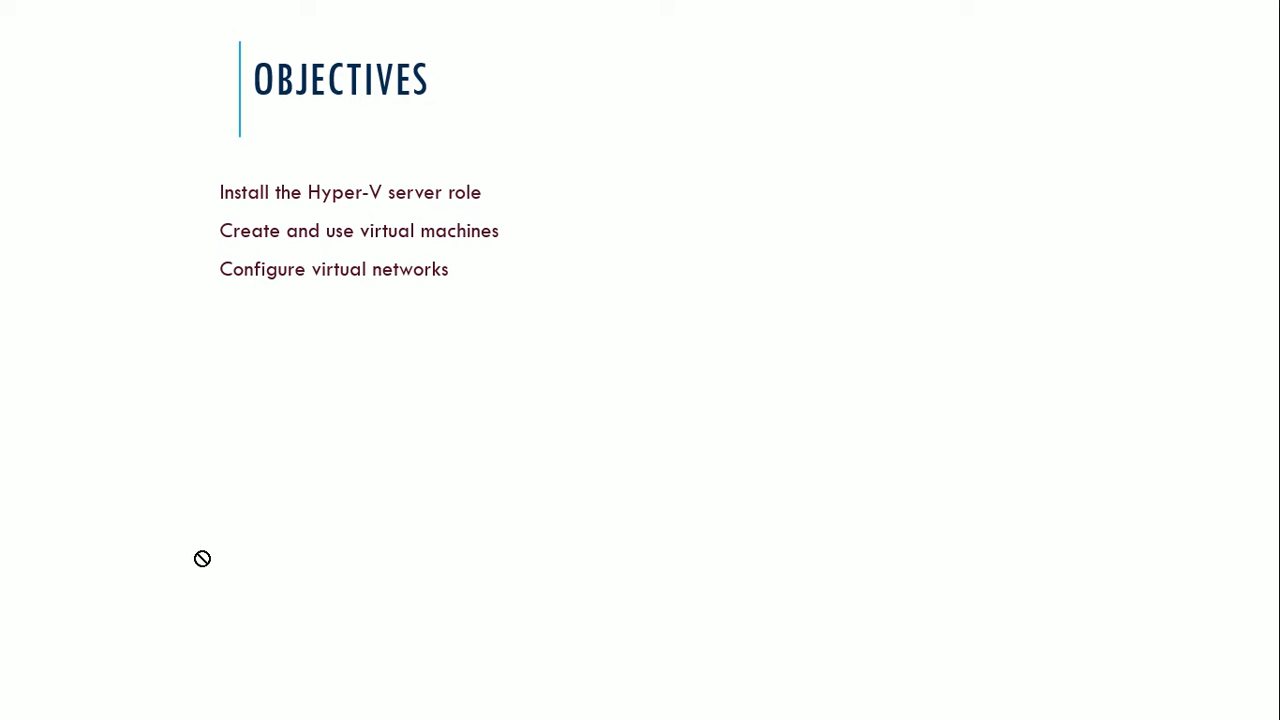 OBJECTIVES
Install the Hyper-V server role
Create and use virtual machines
Configure virtual networks